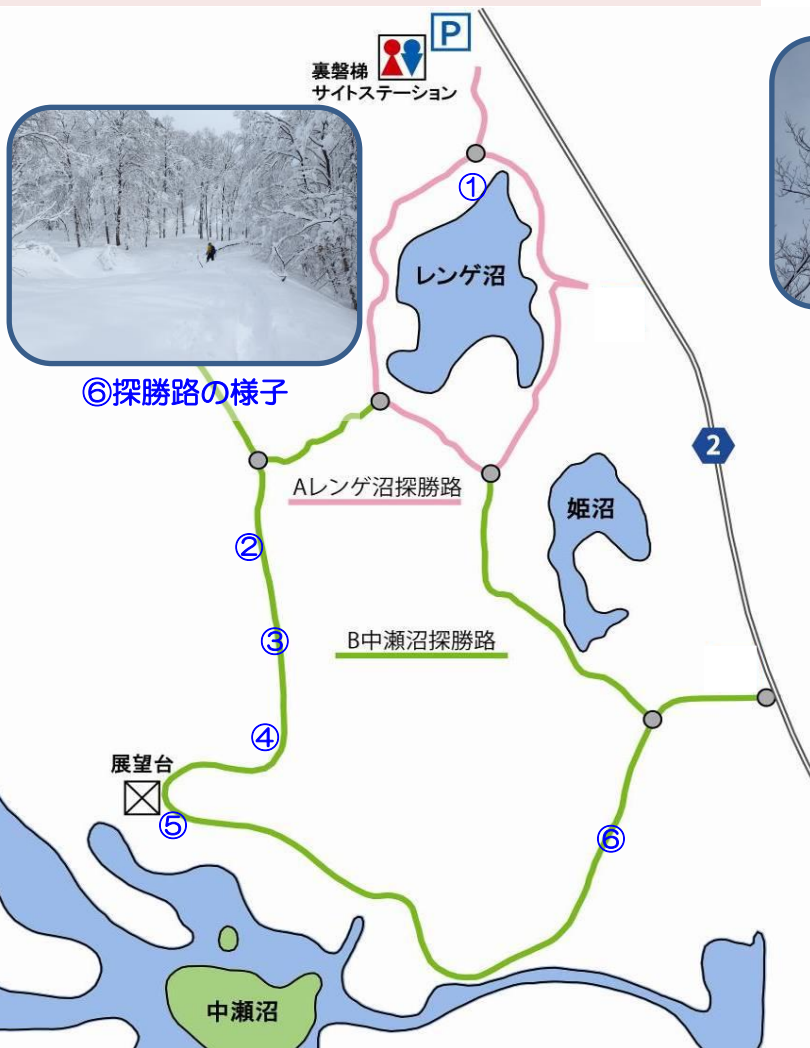 P
裏磐梯
サイトステーション
①
レンゲ沼
⑥探勝路の様子
2
Aレンゲ沼探勝路
姫沼
②
③
B中瀬沼探勝路
④
展望台
⑤
⑥
中瀬沼